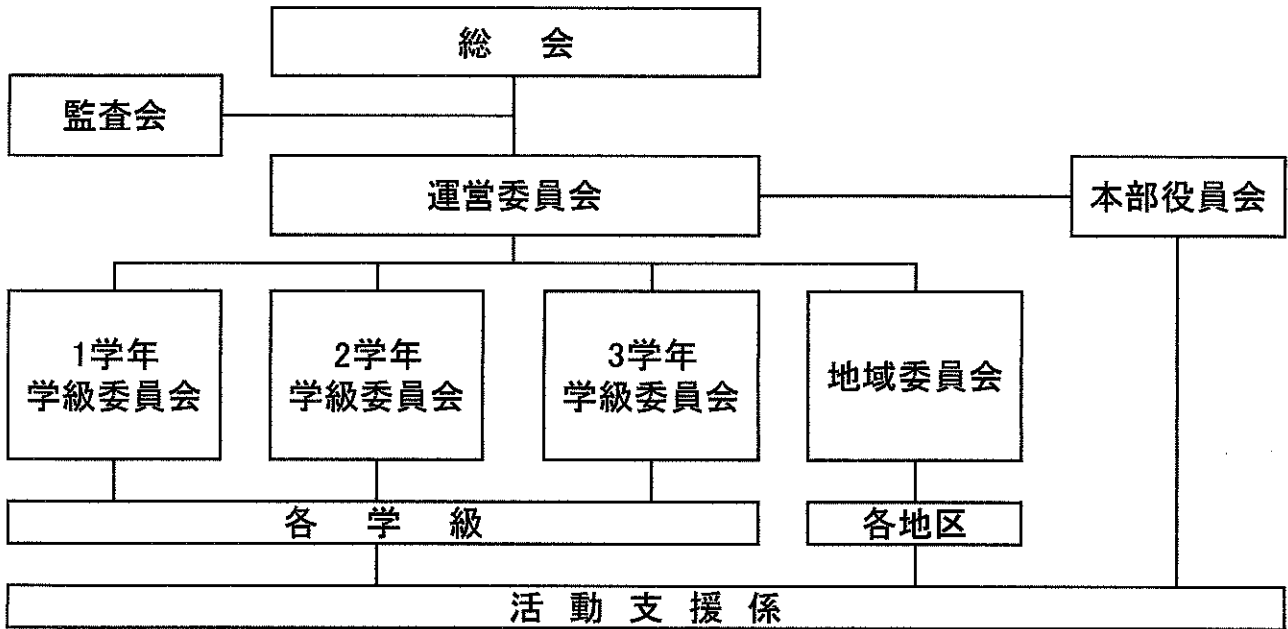 総　会
監査会
運営委員会
本部役員会
1学年
学級委員会
2学年
学級委員会
3学年
学級委員会
地域委員会
各　学　級
各地区
活 動 支 援 係